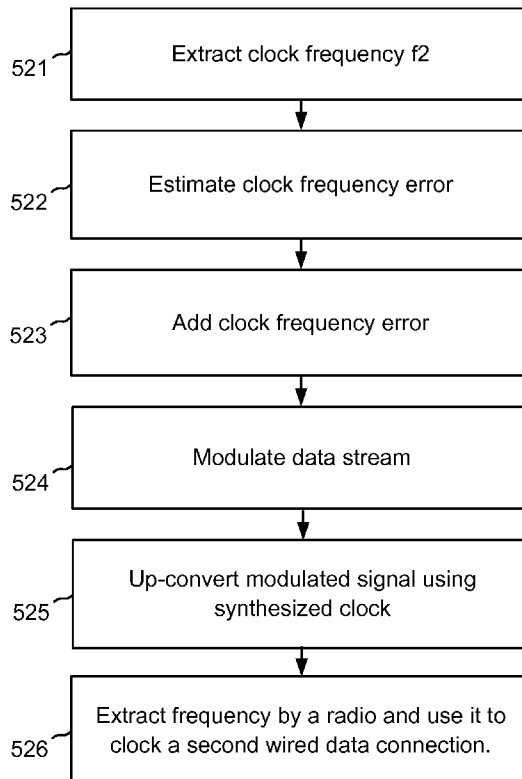 521
Extract clock frequency f2
522
Estimate clock frequency error
523
Add clock frequency error
524
Modulate data stream
525
Up-convert modulated signal using
synthesized clock
526
Extract frequency by a radio and use it to
clock a second wired data connection.